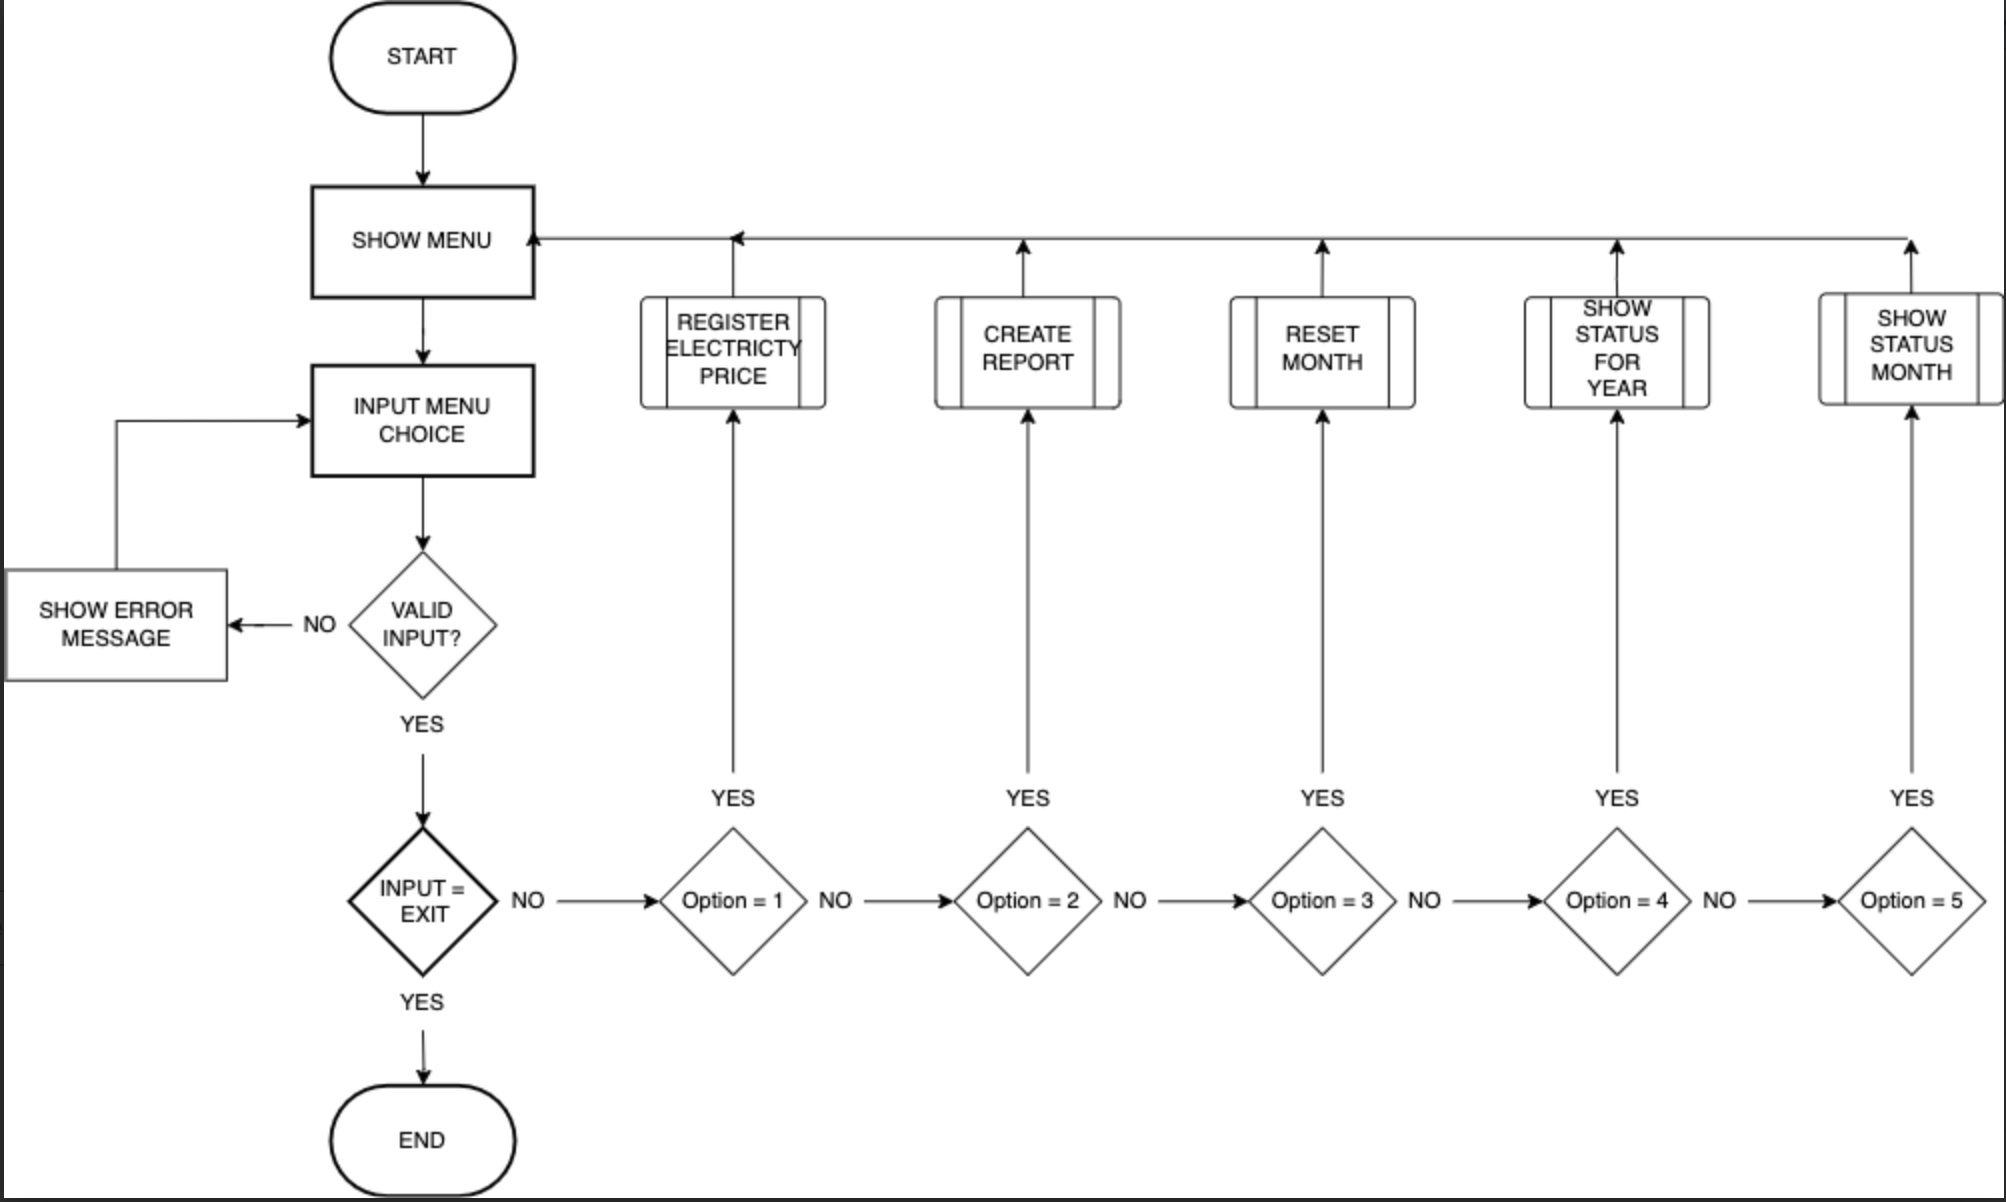 START
SHOW MENU
REGISTER
ELECTRICTY
PRICE
CREATE
REPORT
RESET
MONTH
SHOW
STATUS
FOR
YEAR
SHOW
STATUS
MONTH
INPUT MENU
CHOICE
SHOW ERROR
MESSAGE
NO
VALID
INPUT?
YES
YES
YES
YES
YES
YES
INPUT =
EXIT
NO
Option = 1
NO
Option = 2
NO
Option = 3
NO
Option = 4
NO
Option = 5
YES
END